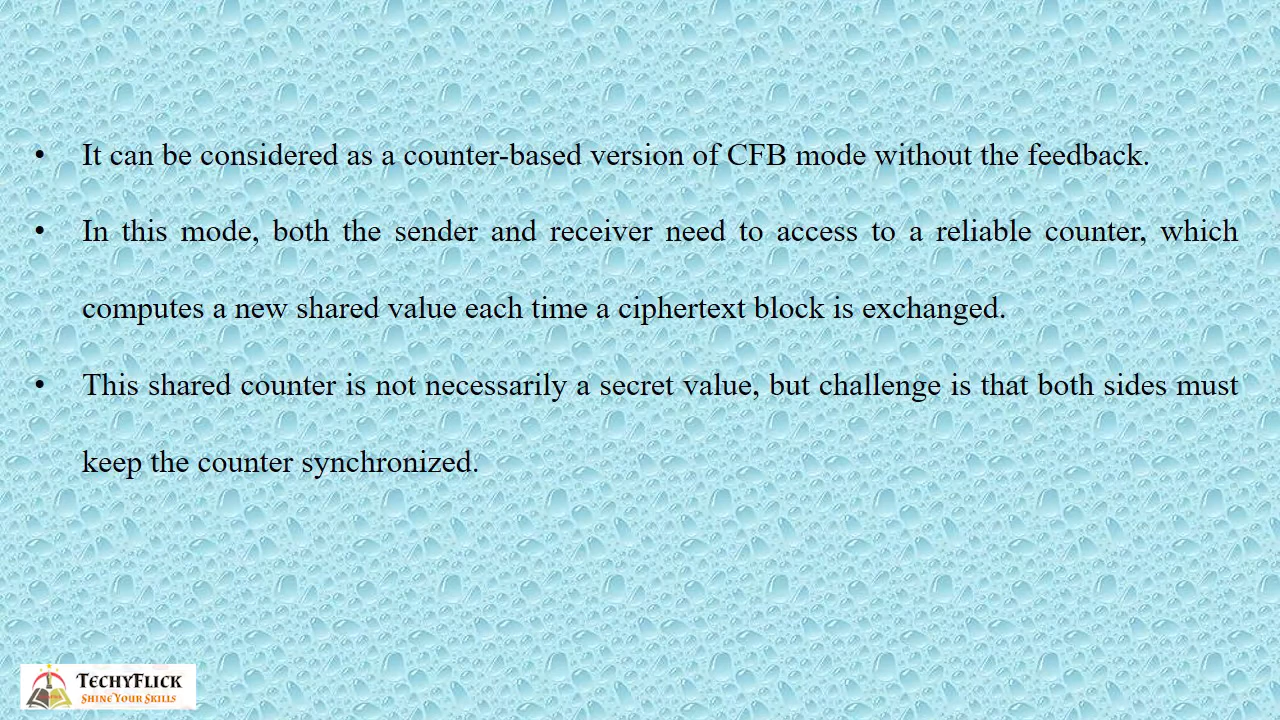 • It can be considered as a counter-based version of CFB mode without the feedback.
• In this mode, both the sender and receiver need to access to a reliable counter, which
computes a new shared value each time a ciphertext block is exchanged.
• This shared counter is not necessarily a secret value, but challenge is that both sides must
keep the counter synchronized.
TECHYFLICK
SHINE YOUR SKILLS